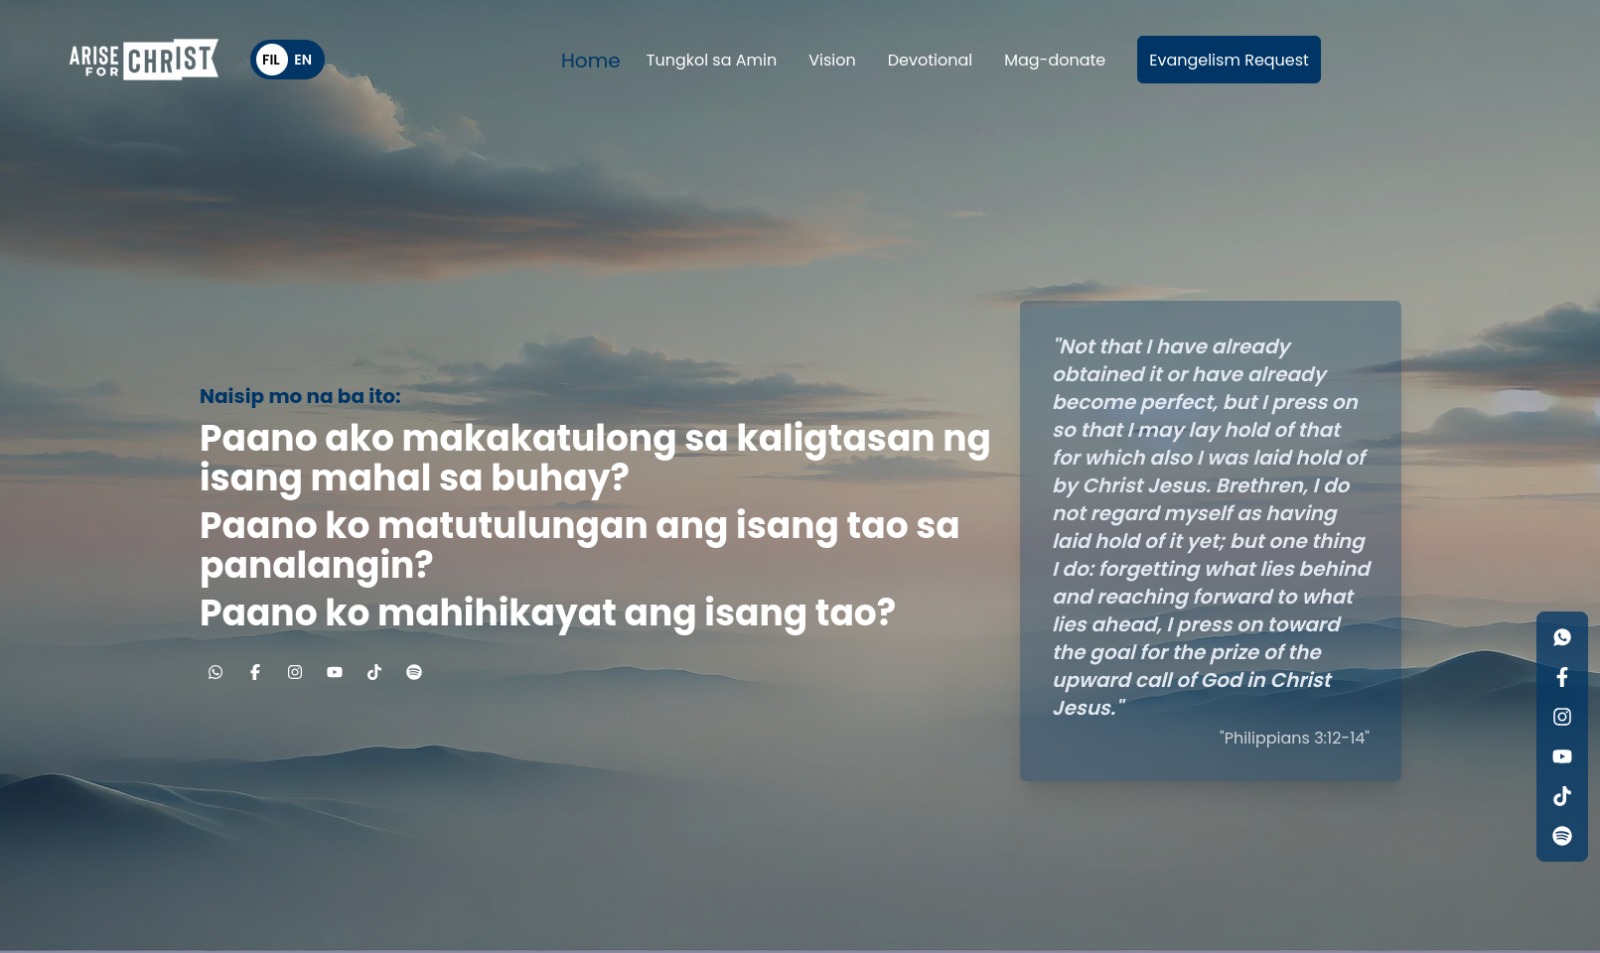 ARISE
FOR
CHRIST
FIL EN
Home Tungkol sa Amin Vision Devotional Mag-donate Evangelism Request
Naisip mo na ba ito:
Paano ako makakatulong sa kaligtasan ng
isang mahal sa buhay?
Paano ko matutulungan ang isang tao sa
panalangin?
Paano ko mahihikayat ang isang tao?
"Not that I have already
obtained it or have already
become perfect, but I press on
so that I may lay hold of that
for which also I was laid hold of
by Christ Jesus. Brethren, I do
not regard myself as having
laid hold of it yet; but one thing
I do: forgetting what lies behind
and reaching forward to what
lies ahead, I press on toward
the goal for the prize of the
upward call of God in Christ
Jesus."
"Philippians 3:12-14"